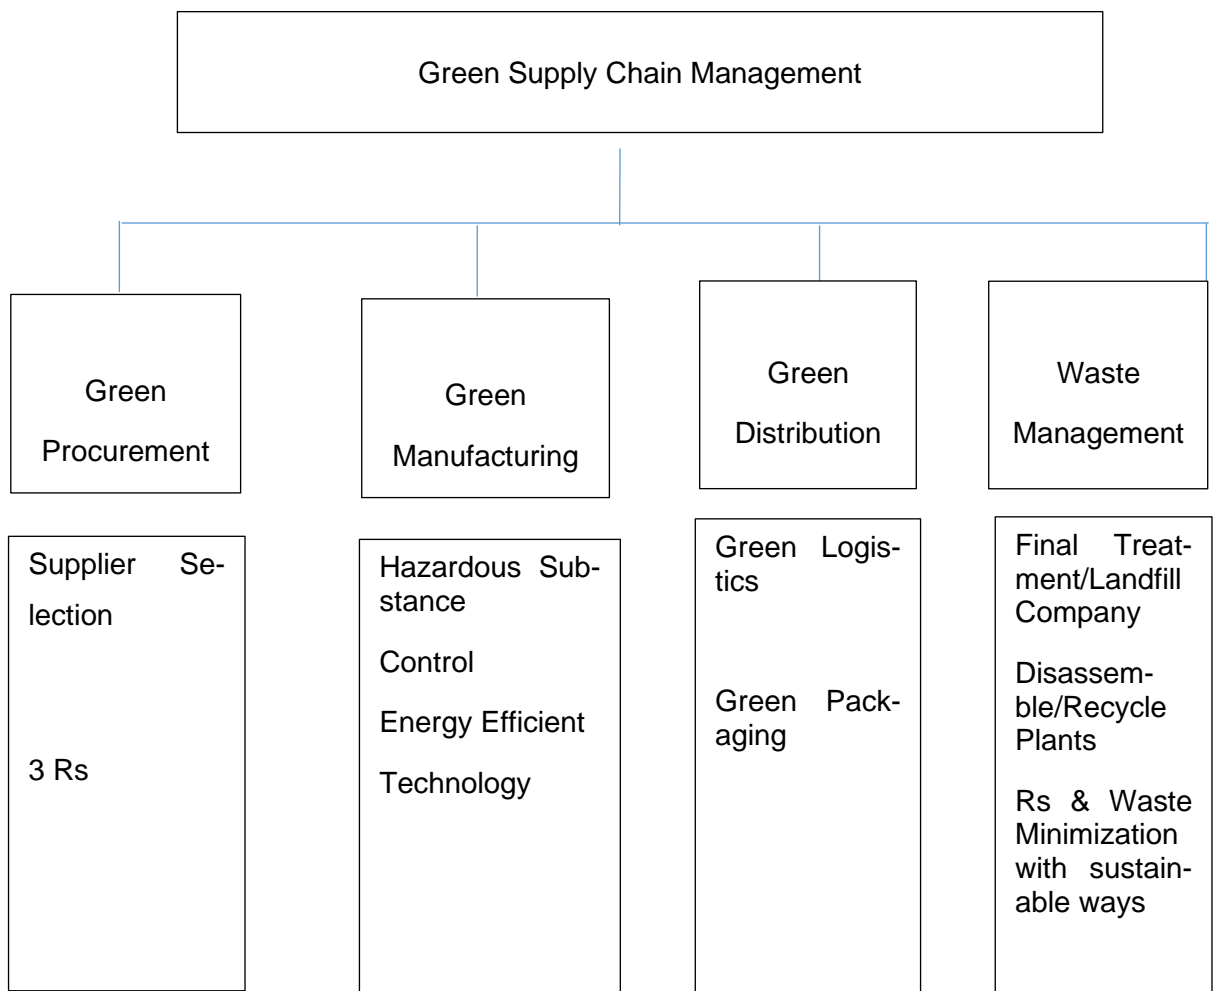 Green Supply Chain Management
Green
Procurement
Green
Manufacturing
Green
Distribution
Waste
Management
Supplier Se-
lection
3 Rs
Hazardous Sub-
stance
Control
Energy Efficient
Technology
Green Logis-
tics
Green Pack-
aging
Final Treat-
ment/Landfill
Company
Disassem-
ble/Recycle
Plants
Rs & Waste
Minimization
with sustain-
able ways